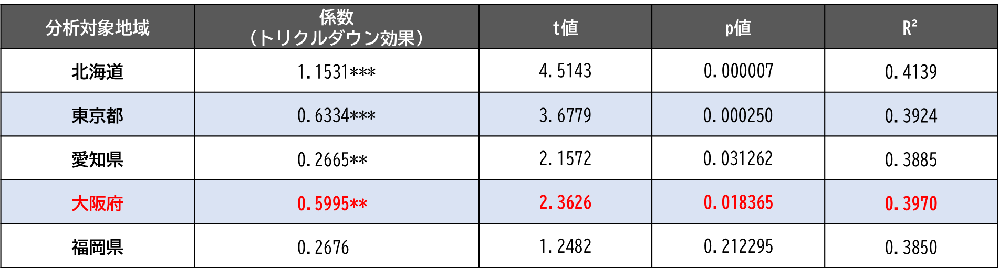 分析対象地域 係数 t値 p値 R²
（トリクルダウン効果）
北海道 1.1531*** 4.5143 0.000007 0.4139
東京都 0.6334*** 3.6779 0.000250 0.3924
愛知県 0.2665** 2.1572 0.031262 0.3885
大阪府 0.5995** 2.3626 0.018365 0.3970
福岡県 0.2676 1.2482 0.212295 0.3850